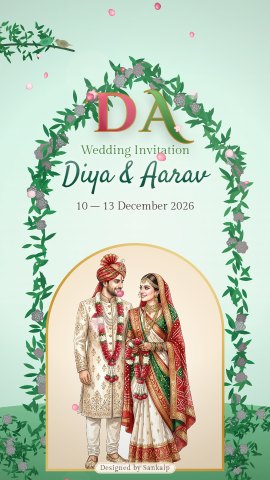 DA
Wedding Invitation
Diya & Aarav
10 — 13 December 2026
Designed by Sankalp